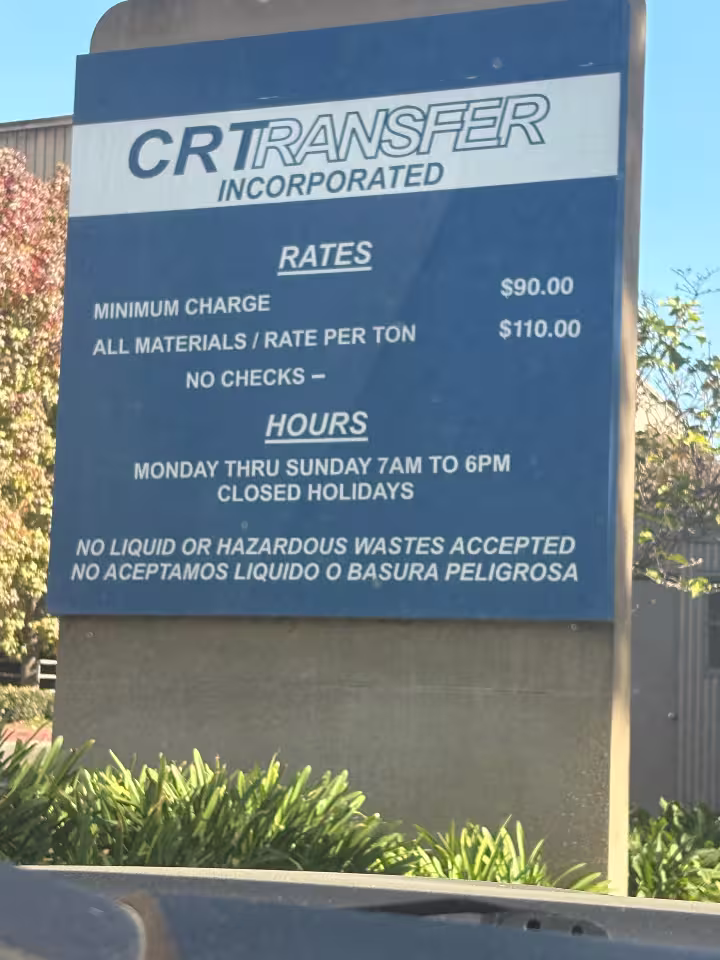 CRTRANSFER
INCORPORATED
RATES
MINIMUM CHARGE $90.00
ALL MATERIALS / RATE PER TON $110.00
NO CHECKS –
HOURS
MONDAY THRU SUNDAY 7AM TO 6PM
CLOSED HOLIDAYS
NO LIQUID OR HAZARDOUS WASTES ACCEPTED
NO ACEPTAMOS LIQUIDO O BASURA PELIGROSA